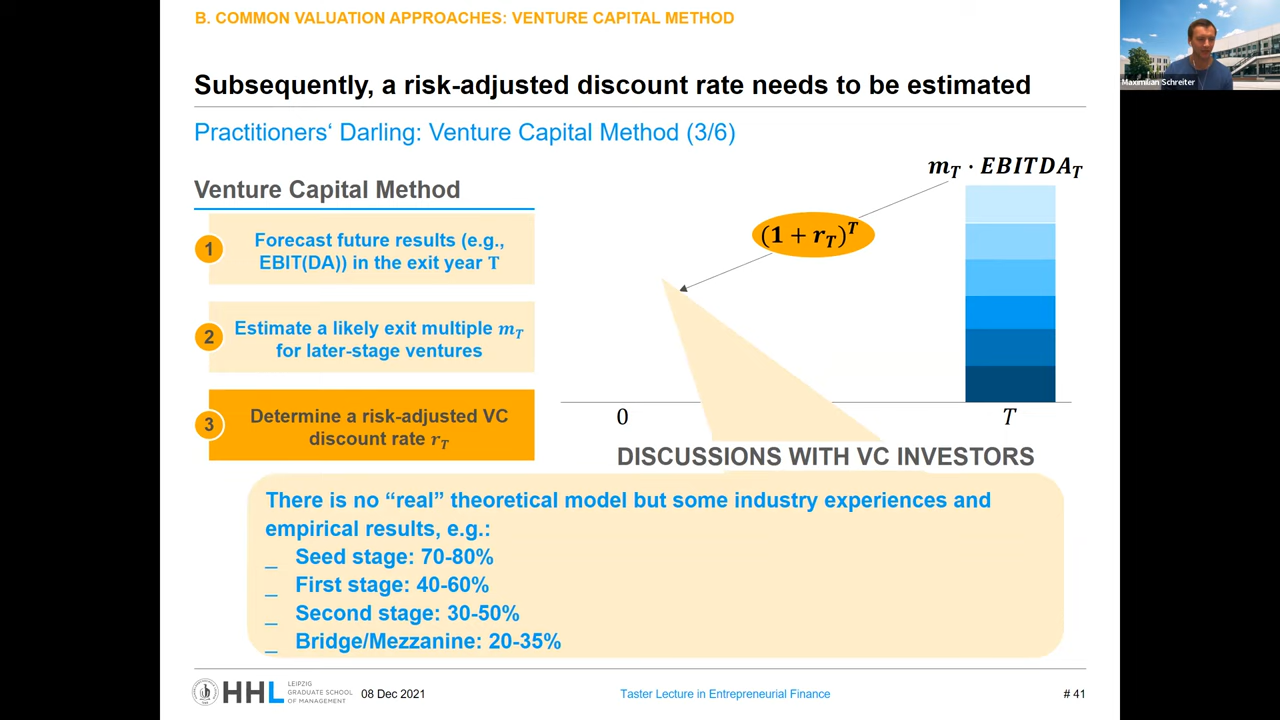 B. COMMON VALUATION APPROACHES: VENTURE CAPITAL METHOD
Maximilian Schreiter
Subsequently, a risk-adjusted discount rate needs to be estimated
Practitioners‘ Darling: Venture Capital Method (3/6)
m_T · EBITDA_T
Venture Capital Method
(1 + r_T)^T
1
Forecast future results (e.g.,
EBIT(DA)) in the exit year T
2
Estimate a likely exit multiple m_T
for later-stage ventures
3
Determine a risk-adjusted VC
discount rate r_T
0
T
DISCUSSIONS WITH VC INVESTORS
There is no “real” theoretical model but some industry experiences and
empirical results, e.g.:
_ Seed stage: 70-80%
_ First stage: 40-60%
_ Second stage: 30-50%
_ Bridge/Mezzanine: 20-35%
HHL
LEIPZIG
GRADUATE SCHOOL
OF MANAGEMENT
08 Dec 2021
Taster Lecture in Entrepreneurial Finance
# 41